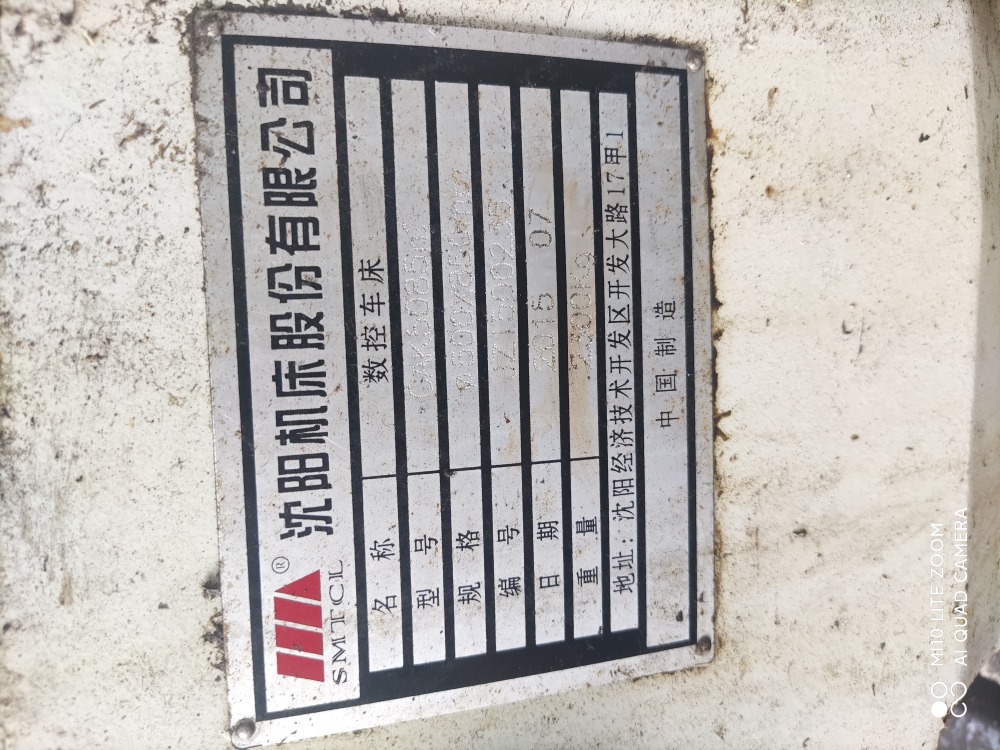 SMTCL
®
沈阳机床股份有限公司
名 称 数控车床
型 号 CAK5085ni
规 格
编 号
日 期 2015 07
重 量
地址：沈阳经济技术开发区开发大路17甲1
中国制造
MI 10 LITE ZOOM
AI QUAD CAMERA